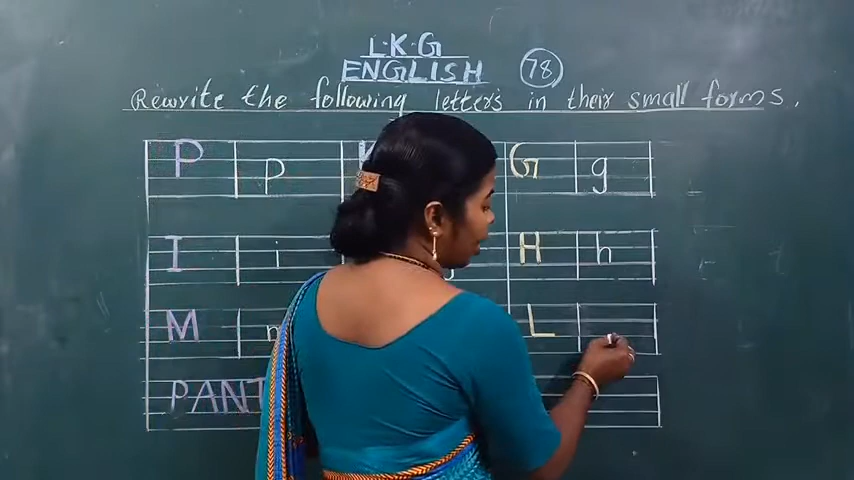 L.K.G
ENGLISH 78
Rewrite the following letters in their small forms.
P p G g
I i H h
M L
PANT